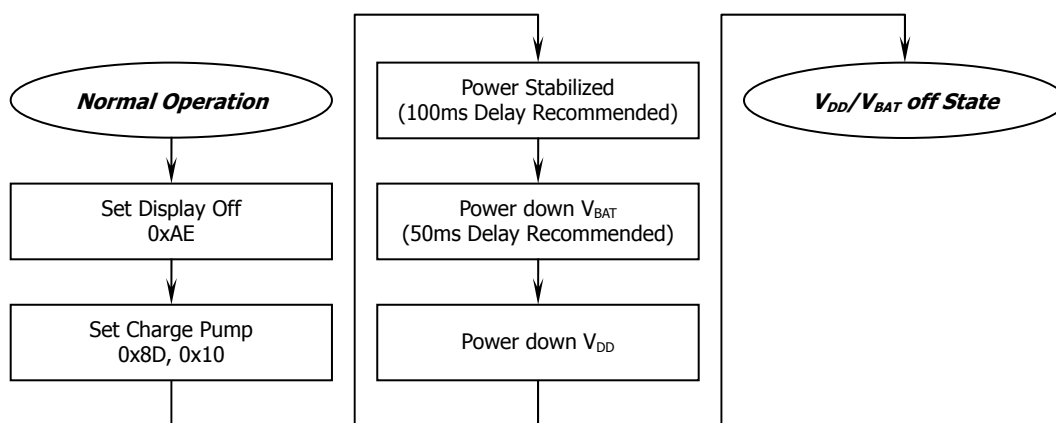 Normal Operation
Set Display Off
0xAE
Set Charge Pump
0x8D, 0x10
Power Stabilized
(100ms Delay Recommended)
Power down VBAT
(50ms Delay Recommended)
Power down VDD
VDD/VBAT off State